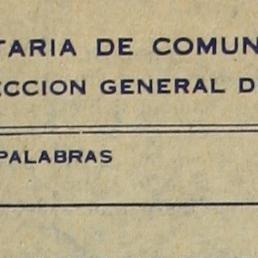 TARIA DE COMUN
ECCION GENERAL D
PALABRAS